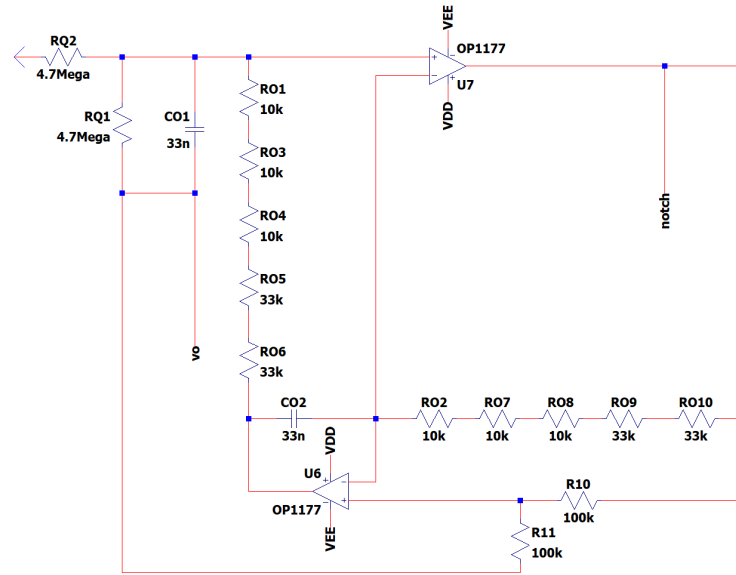 VEE
RQ2
OP1177
4.7Mega
U7
RO1
10k
RQ1
4.7Mega
CO1
33n
VDD
RO3
10k
notch
RO4
10k
RO5
33k
vo
RO6
33k
CO2
33n
RO2
10k
RO7
10k
RO8
10k
RO9
33k
RO10
33k
VDD
U6
OP1177
VEE
R10
100k
R11
100k